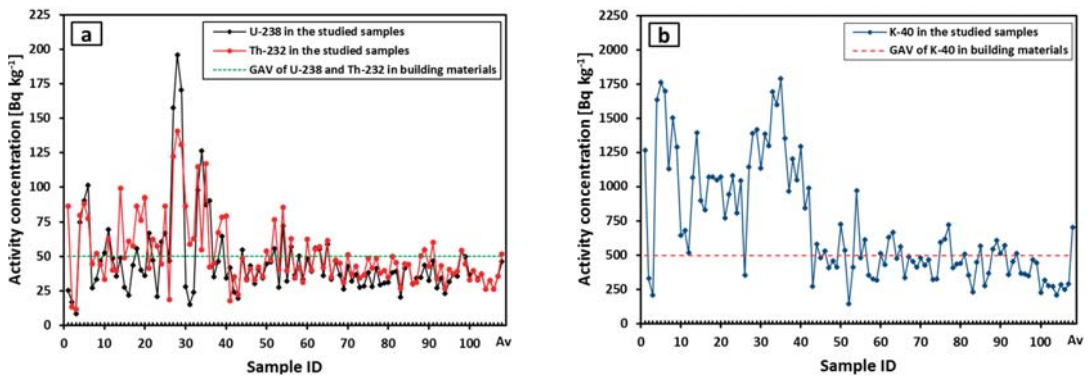 a
U-238 in the studied samples
Th-232 in the studied samples
GAV of U-238 and Th-232 in building materials
Activity concentration [Bq kg⁻¹]
225
200
175
150
125
100
75
50
25
0
0 10 20 30 40 50 60 70 80 90 100 Av
Sample ID
b
K-40 in the studied samples
GAV of K-40 in building materials
Activity concentration [Bq kg⁻¹]
2250
2000
1750
1500
1250
1000
750
500
250
0
0 10 20 30 40 50 60 70 80 90 100 Av
Sample ID